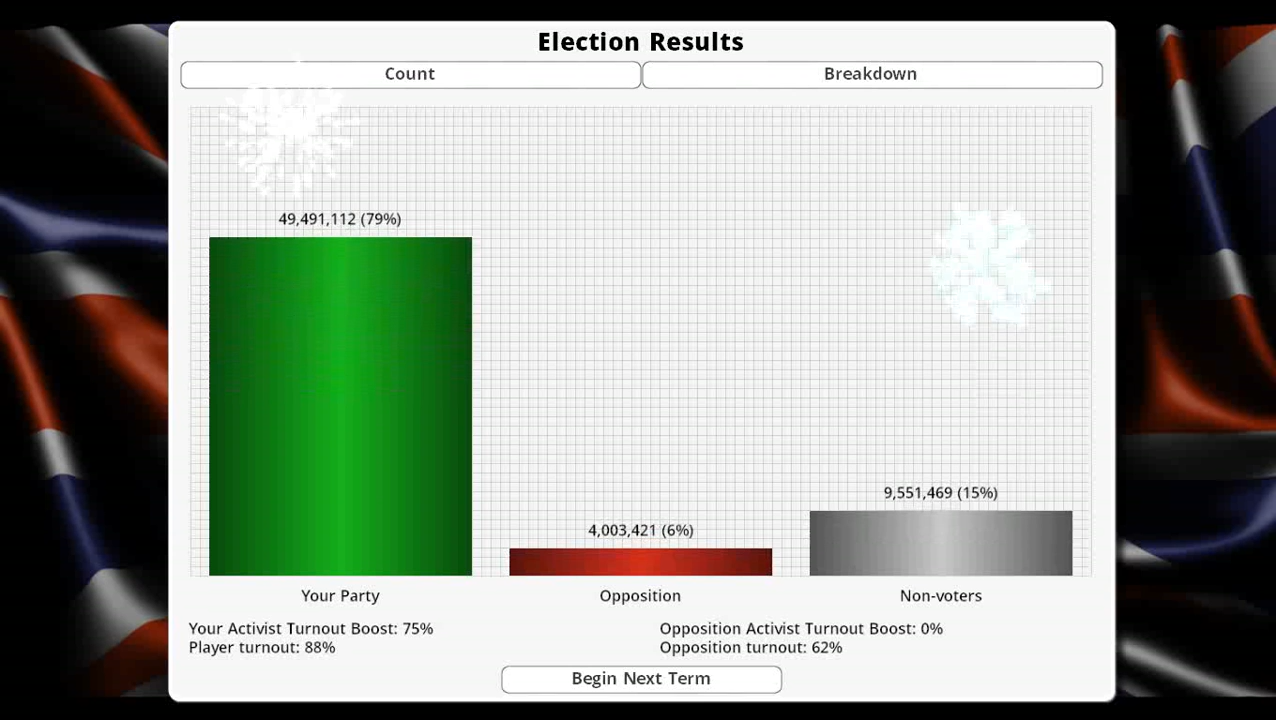 Election Results
Count
Breakdown
49,491,112 (79%)
9,551,469 (15%)
4,003,421 (6%)
Your Party
Opposition
Non-voters
Your Activist Turnout Boost: 75%
Opposition Activist Turnout Boost: 0%
Player turnout: 88%
Opposition turnout: 62%
Begin Next Term